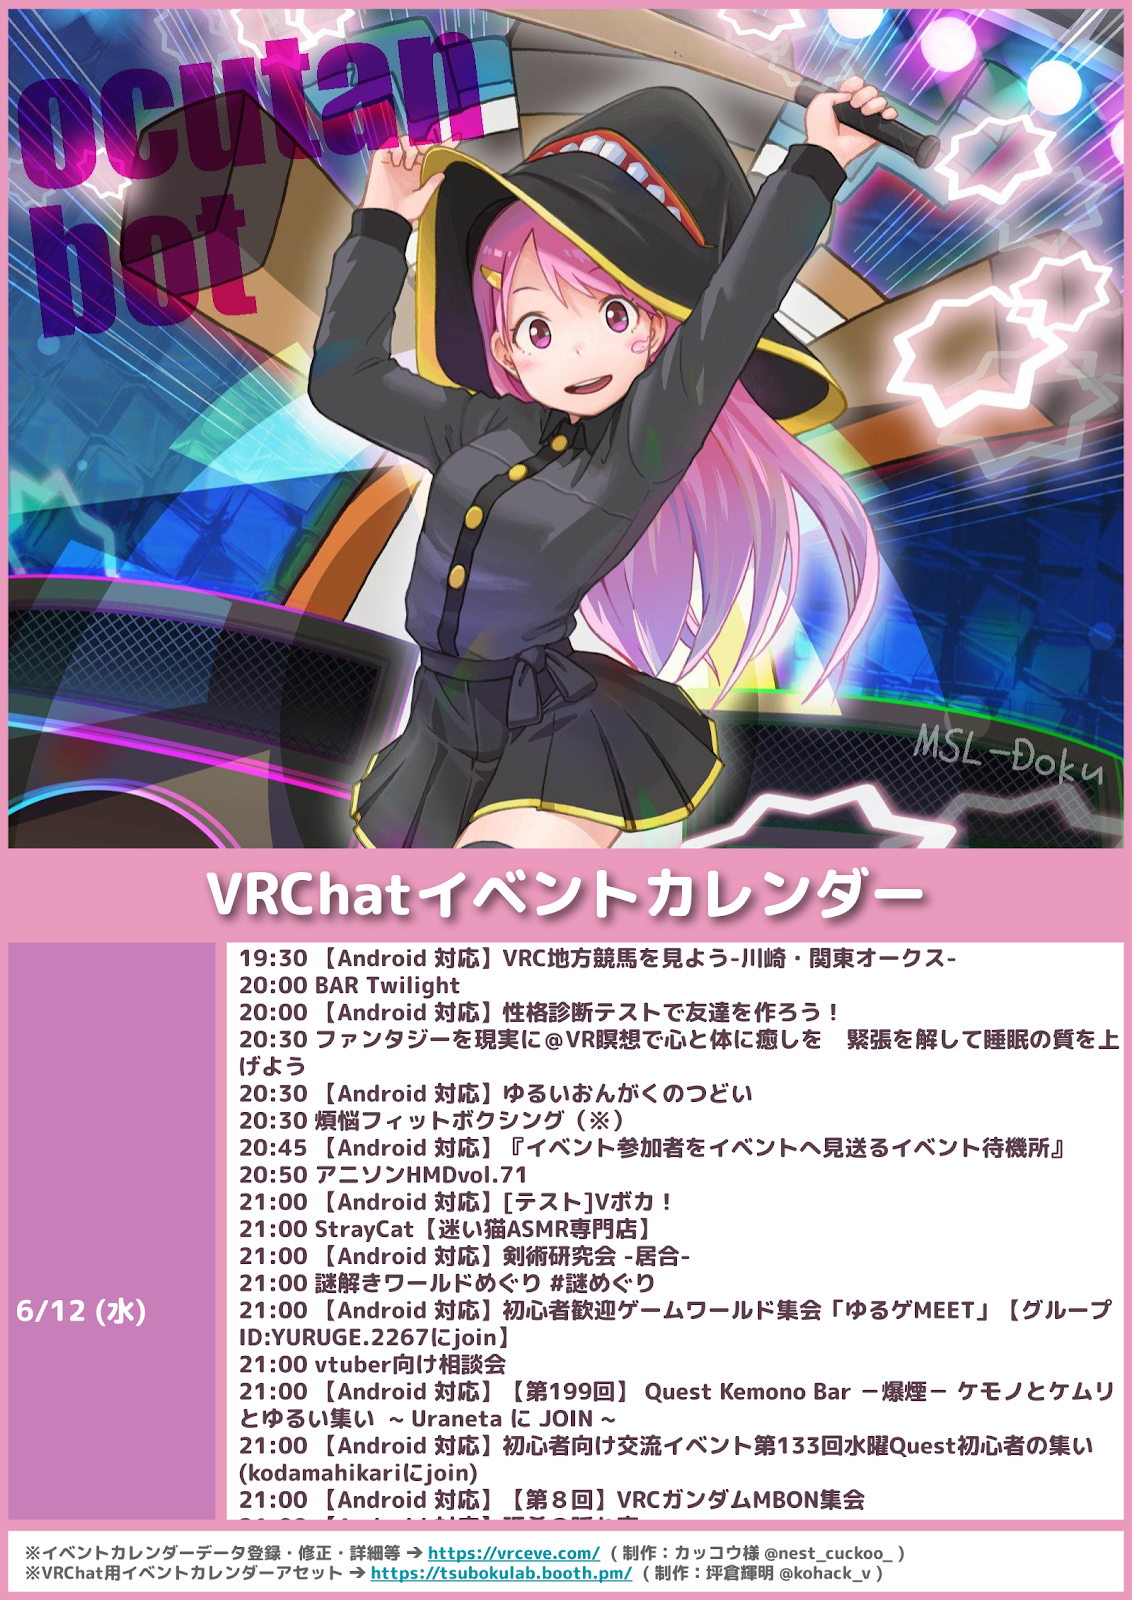 ocutan
bot
MSL-Doku
VRChatイベントカレンダー
6/12 (水)
19:30 【Android 対応】VRC地方競馬を見よう-川崎・関東オークス-
20:00 BAR Twilight
20:00 【Android 対応】性格診断テストで友達を作ろう！
20:30 ファンタジーを現実に＠VR瞑想で心と体に癒しを　緊張を解して睡眠の質を上
げよう
20:30 【Android 対応】ゆるいおんがくのつどい
20:30 煩悩フィットボクシング（※）
20:45 【Android 対応】『イベント参加者をイベントへ見送るイベント待機所』
20:50 アニソンHMDvol.71
21:00 【Android 対応】[テスト]Vボカ！
21:00 StrayCat【迷い猫ASMR専門店】
21:00 【Android 対応】剣術研究会 -居合-
21:00 謎解きワールドめぐり #謎めぐり
21:00 【Android 対応】初心者歓迎ゲームワールド集会「ゆるゲMEET」【グループ
ID:YURUGE.2267にjoin】
21:00 vtuber向け相談会
21:00 【Android 対応】【第199回】 Quest Kemono Bar －爆煙－ ケモノとケムリ
とゆるい集い ～ Uraneta に JOIN ～
21:00 【Android 対応】初心者向け交流イベント第133回水曜Quest初心者の集い
(kodamahikariにjoin)
21:00 【Android 対応】【第８回】VRCガンダムMBON集会
※イベントカレンダーデータ登録・修正・詳細等 ➔ https://vrceve.com/ （ 制作：カッコウ様 @nest_cuckoo_ ）
※VRChat用イベントカレンダーアセット ➔ https://tsubokulab.booth.pm/ （ 制作：坪倉輝明 @kohack_v ）